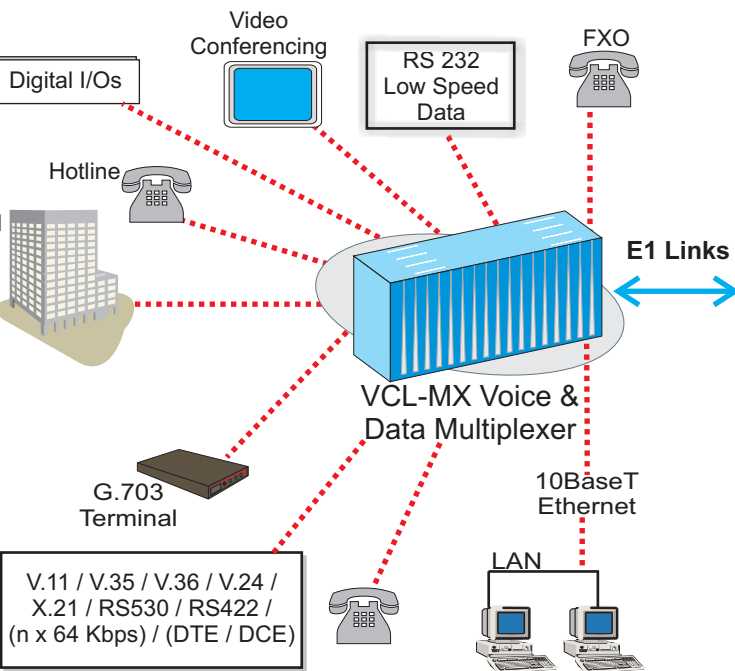 Video
Conferencing
Digital I/Os
RS 232
Low Speed
Data
FXO
Hotline
E1 Links
VCL-MX Voice &
Data Multiplexer
G.703
Terminal
10BaseT
Ethernet
LAN
V.11 / V.35 / V.36 / V.24 /
X.21 / RS530 / RS422 /
(n x 64 Kbps) / (DTE / DCE)